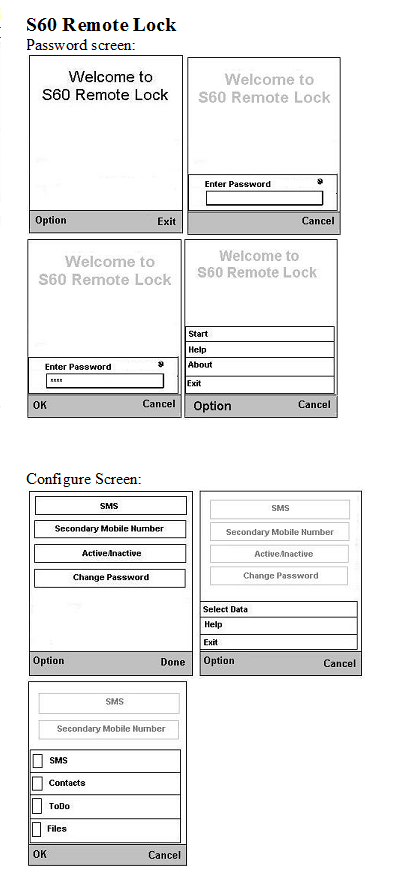 S60 Remote Lock
Password screen:
Welcome to
S60 Remote Lock
Option Exit
Welcome to
S60 Remote Lock
Enter Password
Cancel
Welcome to
S60 Remote Lock
Enter Password
****
OK Cancel
Welcome to
S60 Remote Lock
Start
Help
About
Exit
Option Cancel
Configure Screen:
SMS
Secondary Mobile Number
Active/Inactive
Change Password
Option Done
SMS
Secondary Mobile Number
Active/Inactive
Change Password
Select Data
Help
Exit
Option Cancel
SMS
Secondary Mobile Number
SMS
Contacts
ToDo
Files
OK Cancel